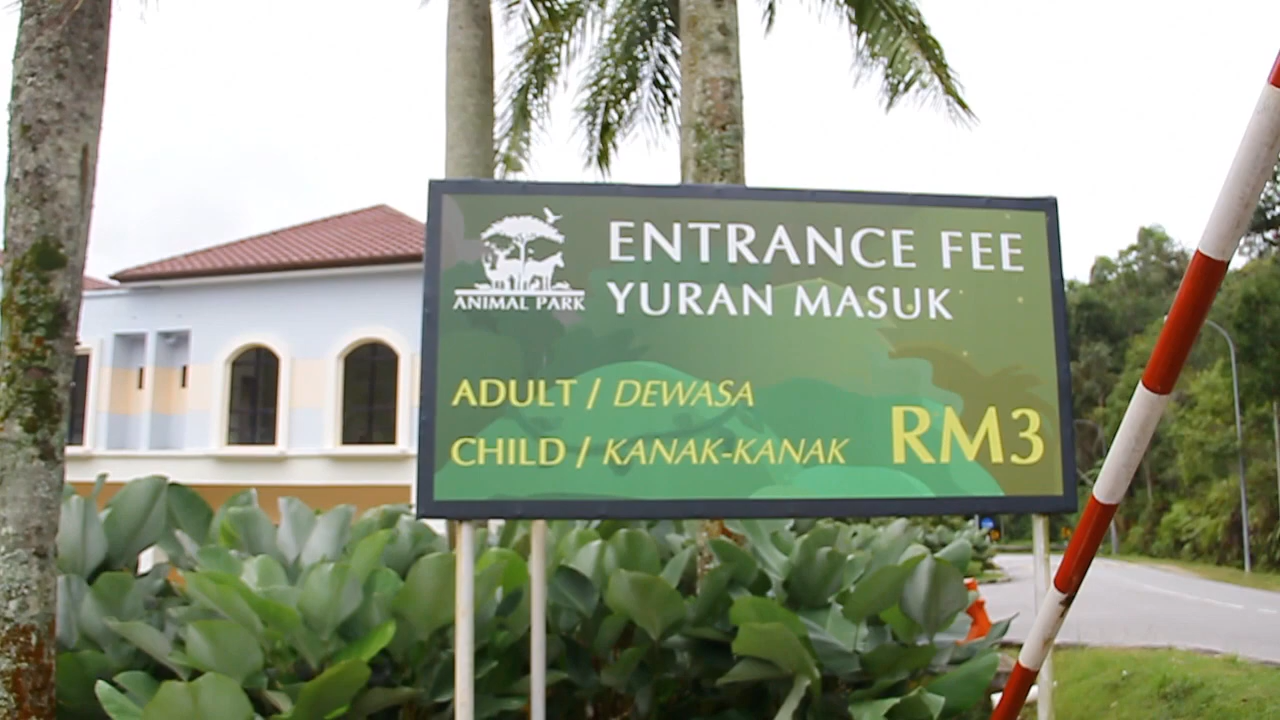 ENTRANCE FEE
ANIMAL PARK
YURAN MASUK
ADULT / DEWASA
CHILD / KANAK-KANAK
RM3